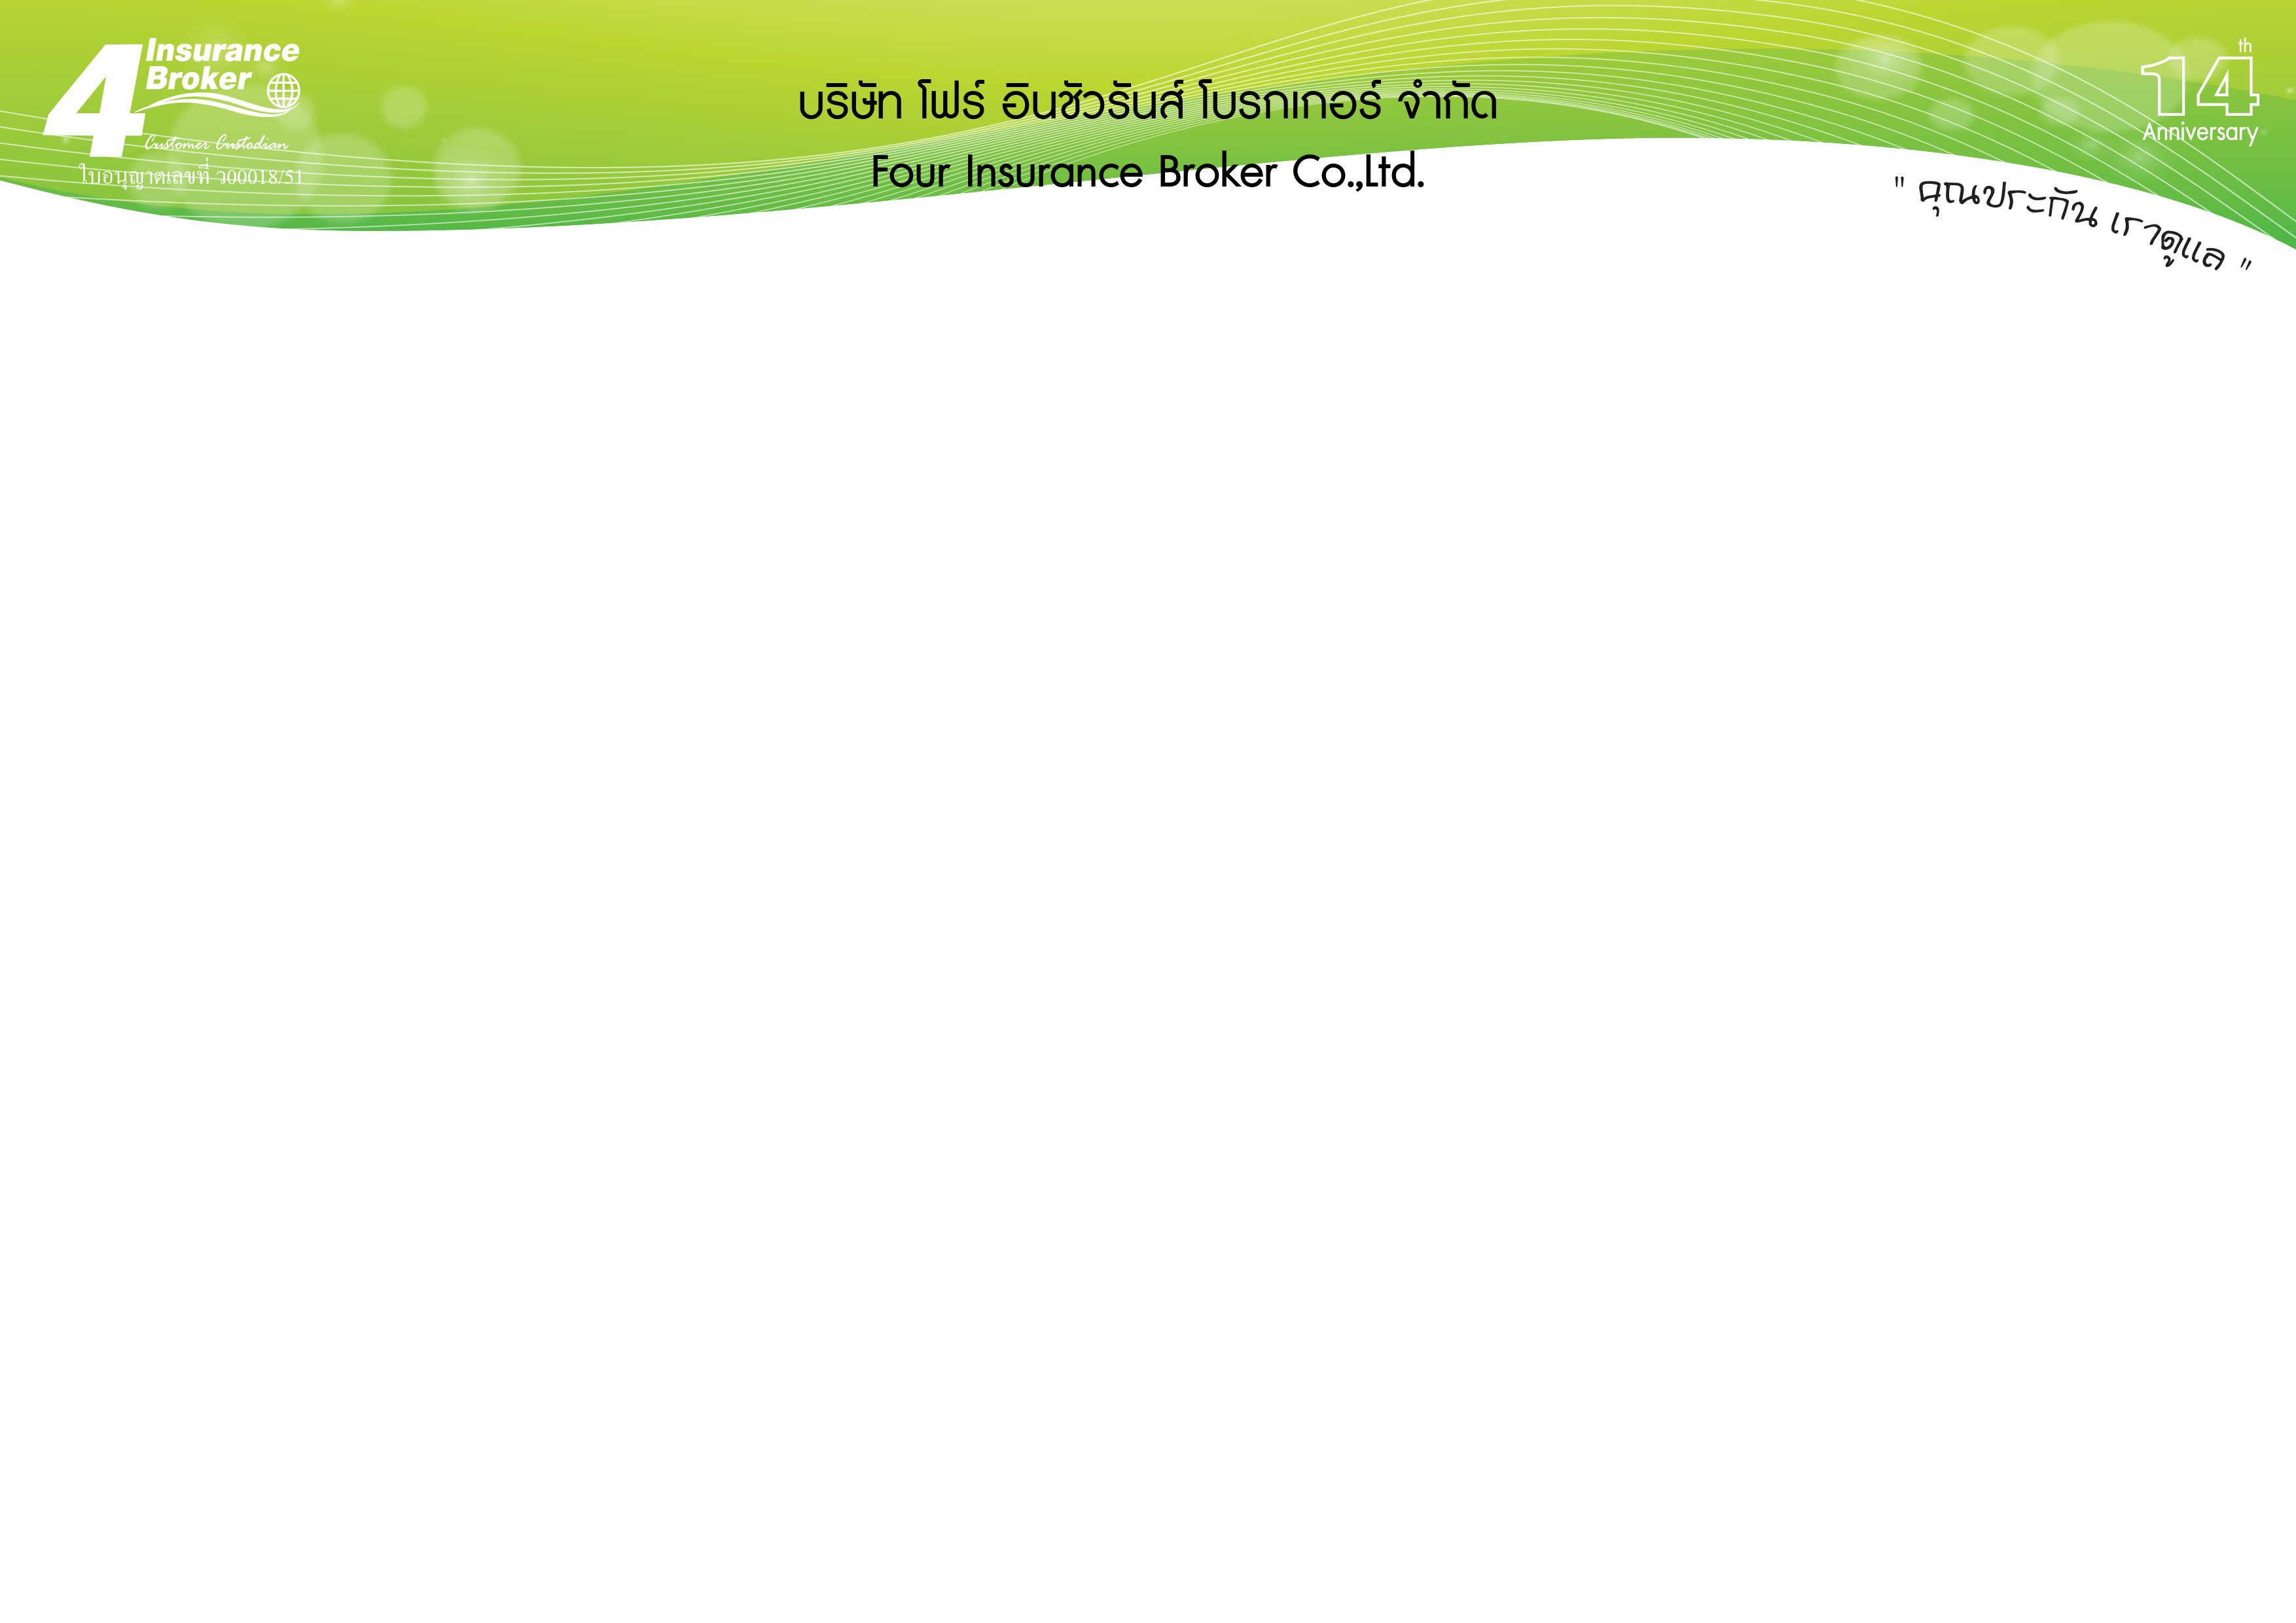 Insurance
Broker
4
Customer Custodian
ใบอนุญาตเลขที่ ว00018/51
บริษัท โฟร์ อินชัวรันส์ โบรกเกอร์ จำกัด
Four Insurance Broker Co.,Ltd.
14th
Anniversary
" คุณประกัน เราดูแล "